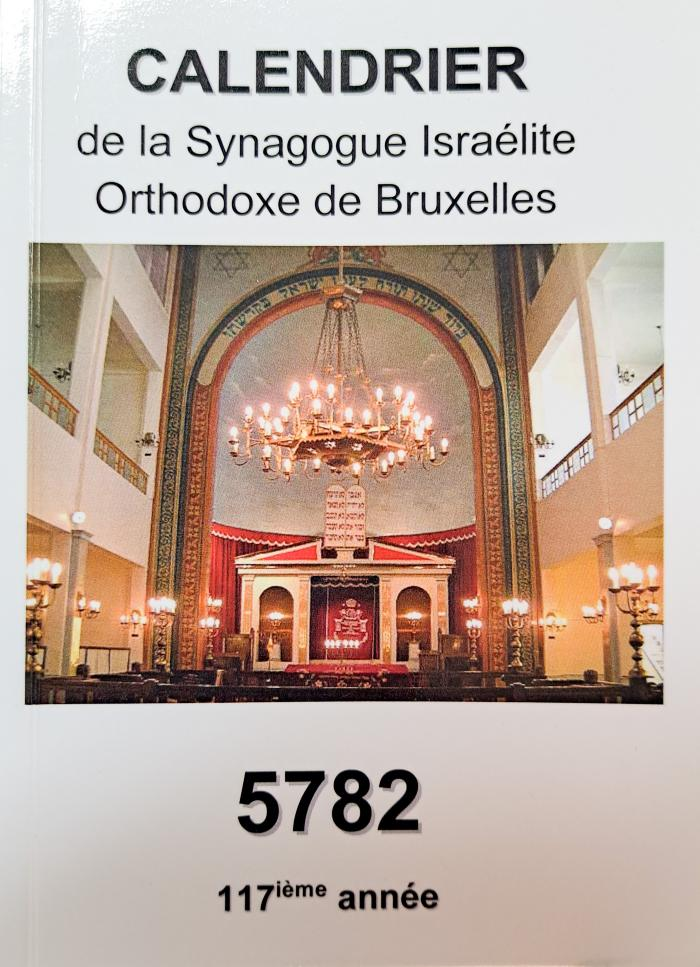 CALENDRIER
de la Synagogue Israélite
Orthodoxe de Bruxelles
5782
117ième année